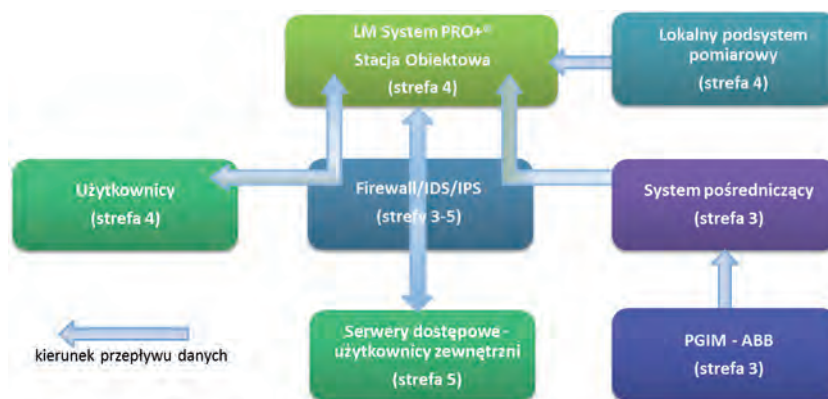 LM System PRO+®
Stacja Obiektowa
(strefa 4)
Lokalny podsystem
pomiarowy
(strefa 4)
Użytkownicy
(strefa 4)
Firewall/IDS/IPS
(strefy 3-5)
System pośredniczący
(strefa 3)
Serwery dostępowe -
użytkownicy zewnętrzni
(strefa 5)
PGIM - ABB
(strefa 3)
kierunek przepływu danych